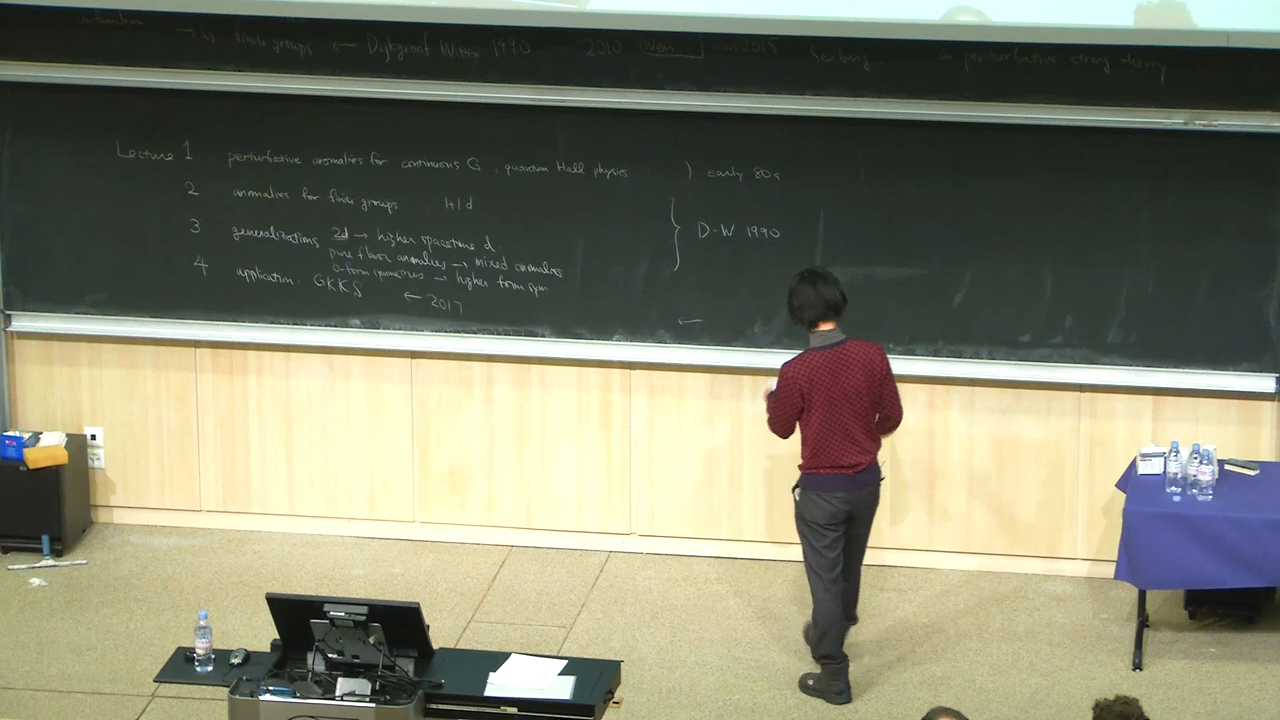 finite groups ← Dijkgraaf Witten 1990 2010 Wen → 2015 Seiberg in perturbative string theory
Lecture 1 perturbative anomalies for continuous G, quantum Hall physics ) early 80s
2 anomalies for finite groups 1+1d
3 generalizations 2d → higher spacetime d
} D-W 1990
pure flavor anomalies → mixed anomalies
0-form symmetries → higher form sym
4 application. GKKS
← 2017
←